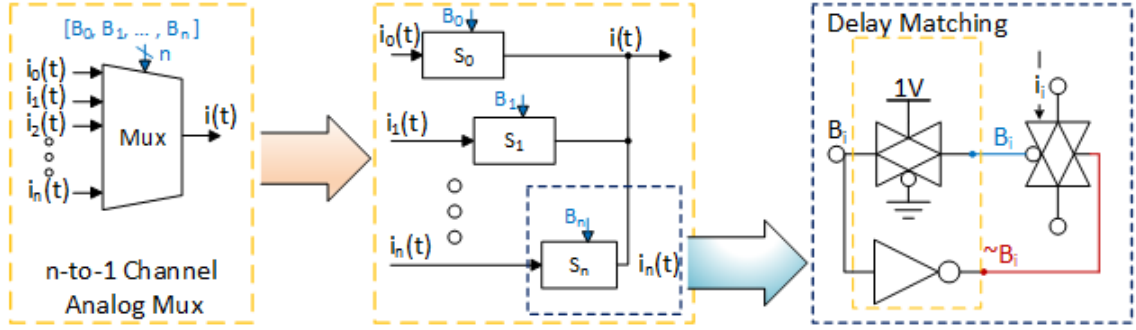 [B₀, B₁, ... , Bₙ]
n
i₀(t)
i₁(t)
i₂(t)
iₙ(t)
Mux
i(t)
n-to-1 Channel
Analog Mux
B₀
i₀(t)
S₀
i(t)
B₁
i₁(t)
S₁
Bₙ
iₙ(t)
Sₙ
iₙ(t)
Delay Matching
1V
iᵢ
Bᵢ
Bᵢ
~Bᵢ